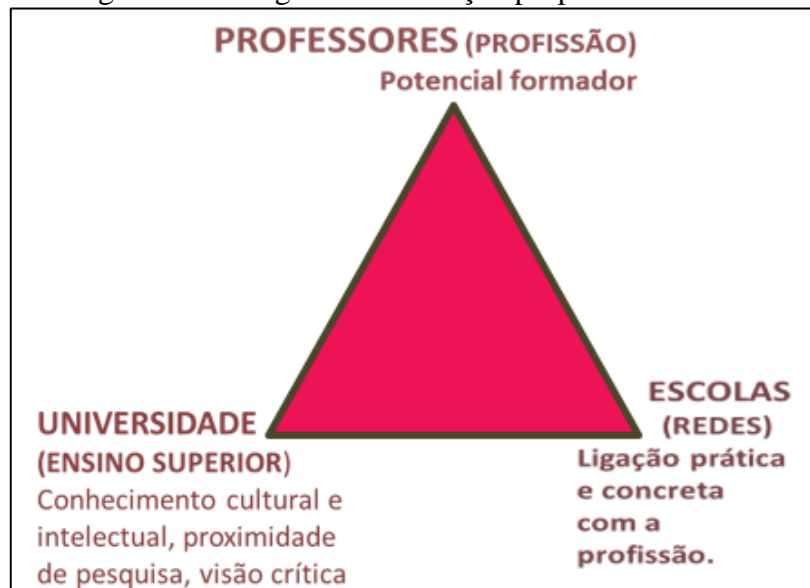 PROFESSORES (PROFISSÃO)
Potencial formador
UNIVERSIDADE
(ENSINO SUPERIOR)
Conhecimento cultural e
intelectual, proximidade
de pesquisa, visão crítica
ESCOLAS
(REDES)
Ligação prática
e concreta
com a
profissão.